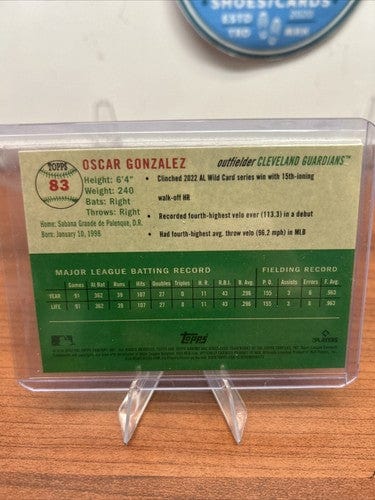 SHOES/CARDS
ESTD 2020
TOPPS
83
OSCAR GONZALEZ
outfielder CLEVELAND GUARDIANS™
Height: 6'4"
Weight: 240
Bats: Right
Throws: Right
Home: Sabana Grande de Palenque, D.R.
Born: January 10, 1998
• Clinched 2022 AL Wild Card series win with 15th-inning
walk-off HR
• Recorded fourth-highest velo ever (113.3) in a debut
• Had fourth-highest avg. throw velo (96.2 mph) in MLB
MAJOR LEAGUE BATTING RECORD FIELDING RECORD
Games At Bat Runs Hits Doubles Triples H.R. R.B.I. B.Avg. P.O. Assists Errors F.Avg.
YEAR 91 362 39 107 27 0 11 43 .296 155 2 6 .963
LIFE 91 362 39 107 27 0 11 43 .296 155 2 6 .963
Topps
PLAYERS